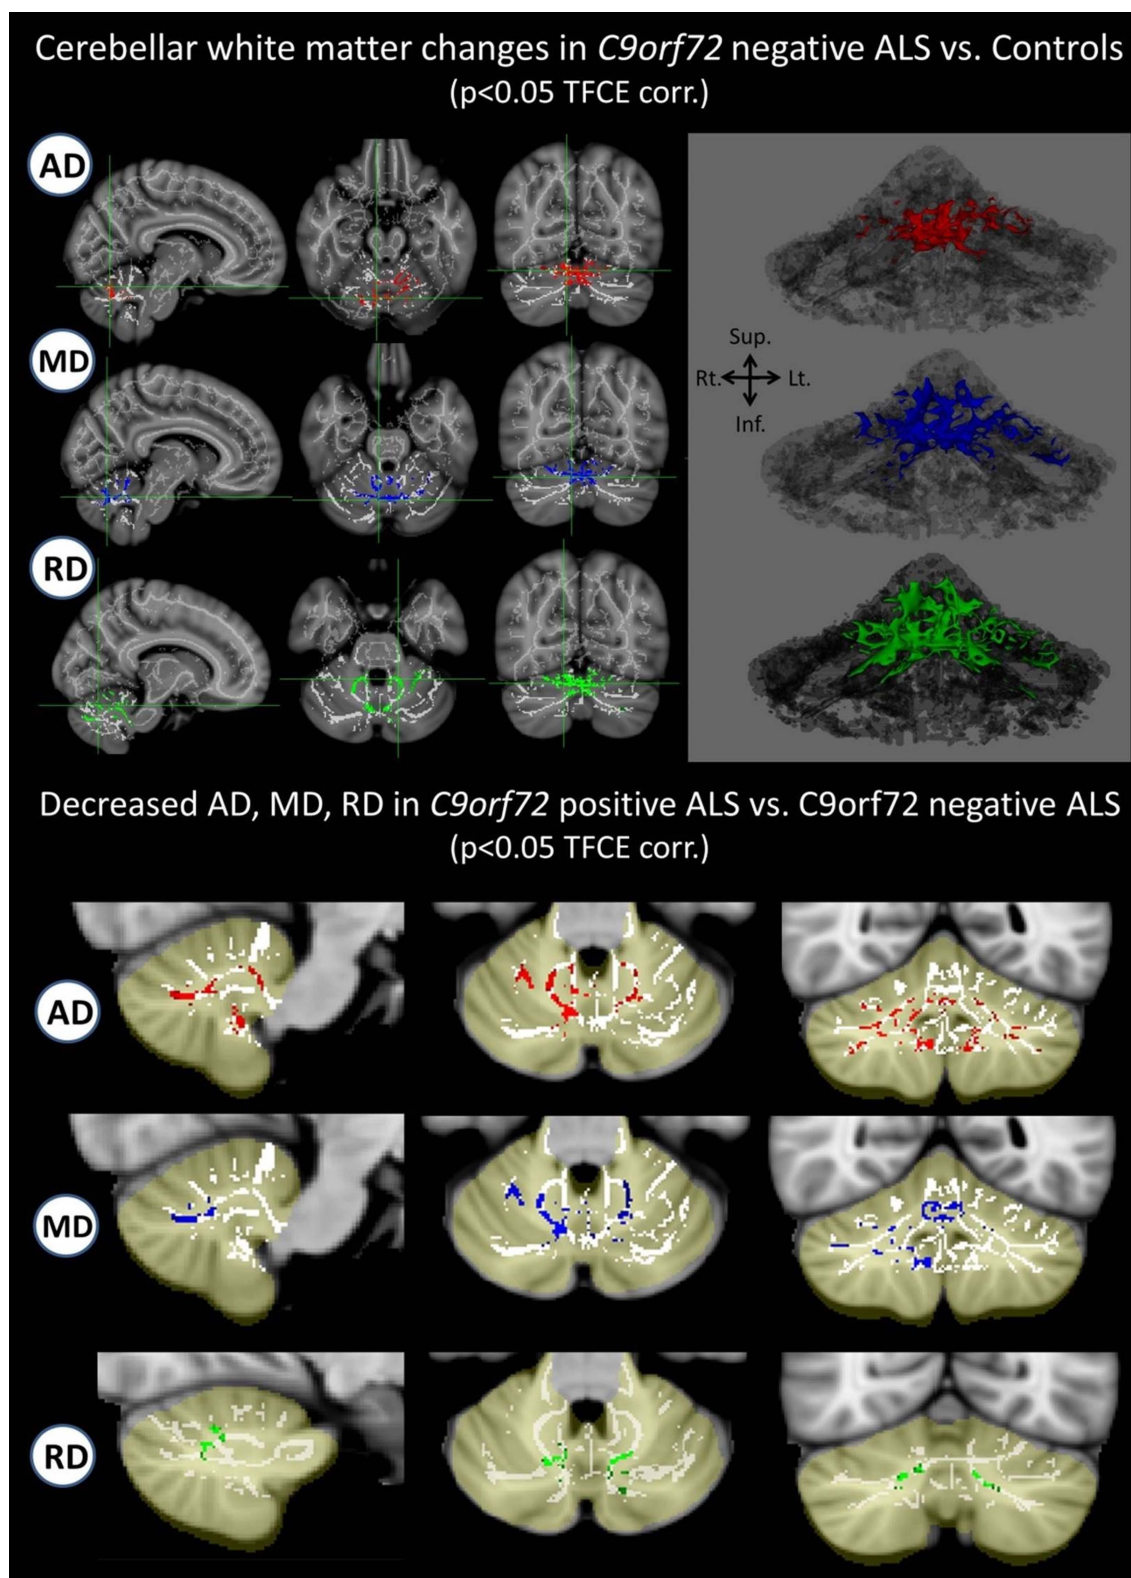 Cerebellar white matter changes in C9orf72 negative ALS vs. Controls
(p<0.05 TFCE corr.)
AD
MD
Sup.
Rt. Lt.
Inf.
RD
Decreased AD, MD, RD in C9orf72 positive ALS vs. C9orf72 negative ALS
(p<0.05 TFCE corr.)
AD
MD
RD